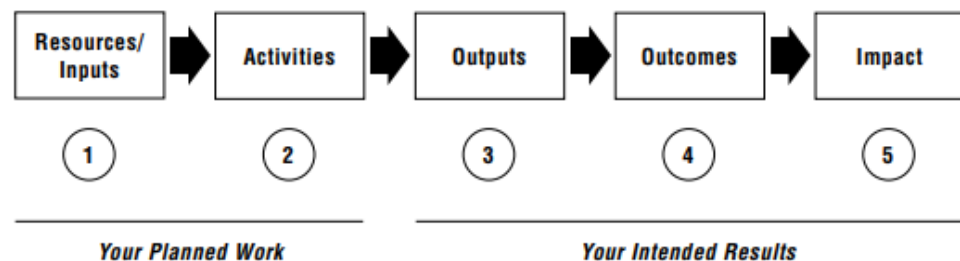 Resources/
Inputs
Activities
Outputs
Outcomes
Impact
1
2
3
4
5
Your Planned Work
Your Intended Results